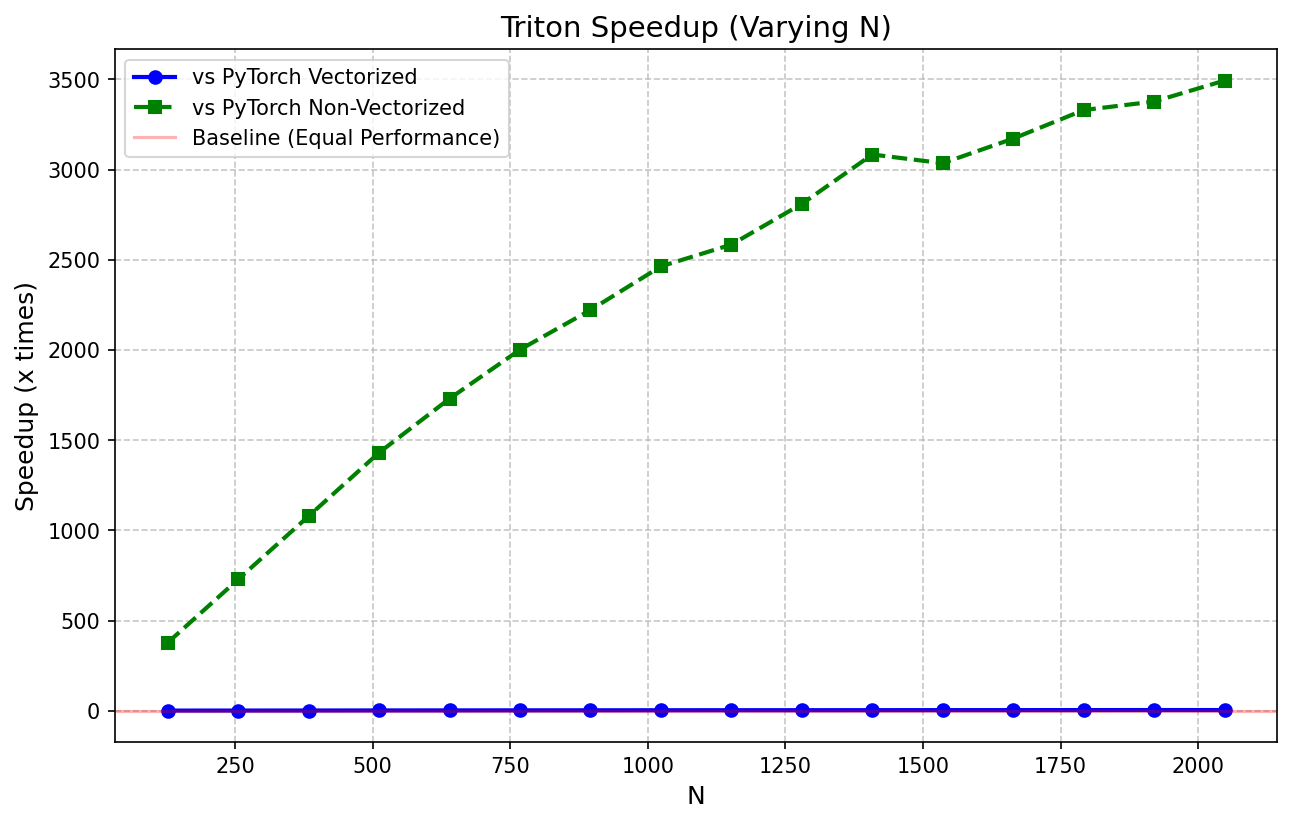 Triton Speedup (Varying N)
vs PyTorch Vectorized
vs PyTorch Non-Vectorized
Baseline (Equal Performance)
Speedup (x times)
3500
3000
2500
2000
1500
1000
500
0
250 500 750 1000 1250 1500 1750 2000
N